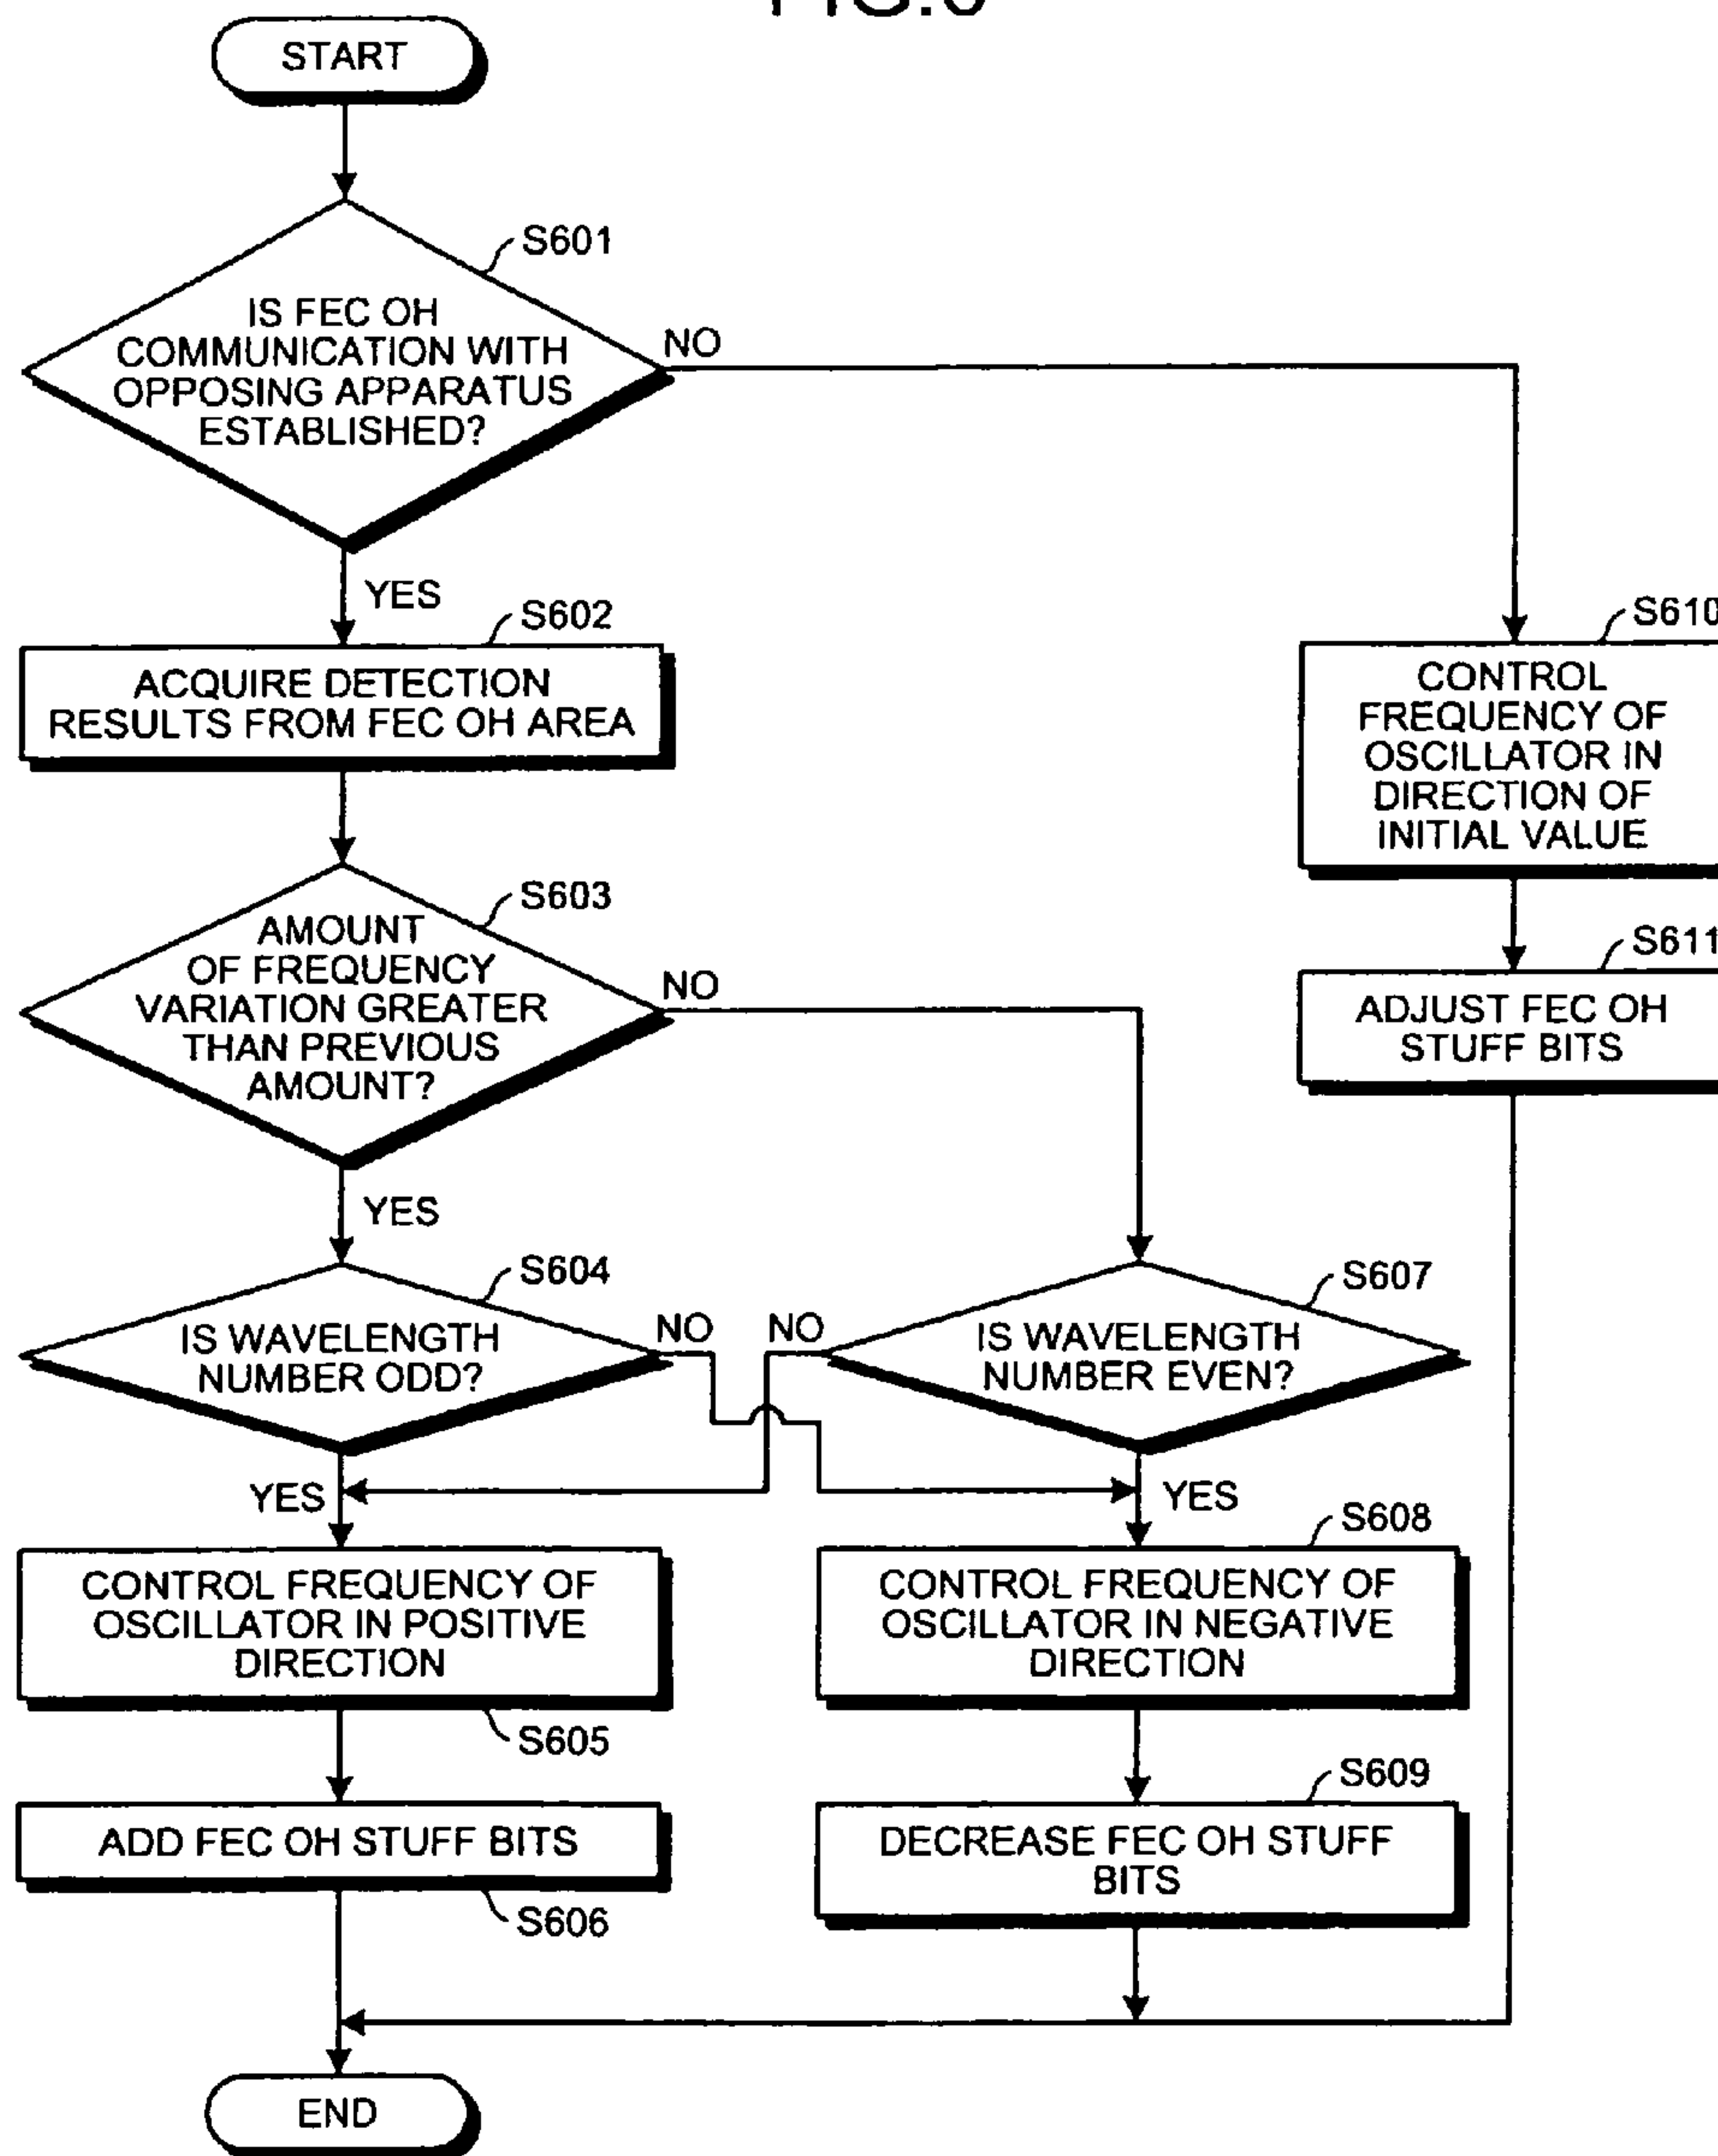 START
S601
IS FEC OH
COMMUNICATION WITH
OPPOSING APPARATUS
ESTABLISHED?
NO
YES
S602
ACQUIRE DETECTION
RESULTS FROM FEC OH AREA
S610
CONTROL
FREQUENCY OF
OSCILLATOR IN
DIRECTION OF
INITIAL VALUE
S603
AMOUNT
OF FREQUENCY
VARIATION GREATER
THAN PREVIOUS
AMOUNT?
NO
S611
ADJUST FEC OH
STUFF BITS
YES
S604
IS WAVELENGTH
NUMBER ODD?
NO
NO
S607
IS WAVELENGTH
NUMBER EVEN?
YES
YES
CONTROL FREQUENCY OF
OSCILLATOR IN POSITIVE
DIRECTION
S605
S608
CONTROL FREQUENCY OF
OSCILLATOR IN NEGATIVE
DIRECTION
ADD FEC OH STUFF BITS
S606
S609
DECREASE FEC OH STUFF
BITS
END